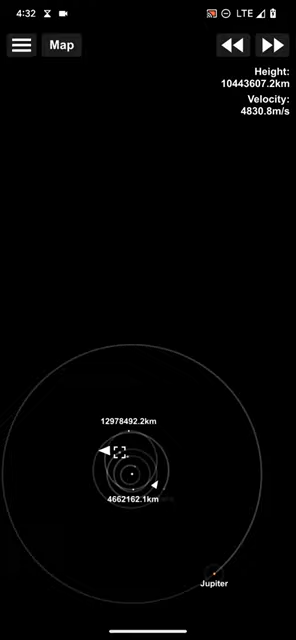 4:32
LTE
Map
Height:
10443607.2km
Velocity:
4830.8m/s
12978492.2km
4662162.1km
Jupiter